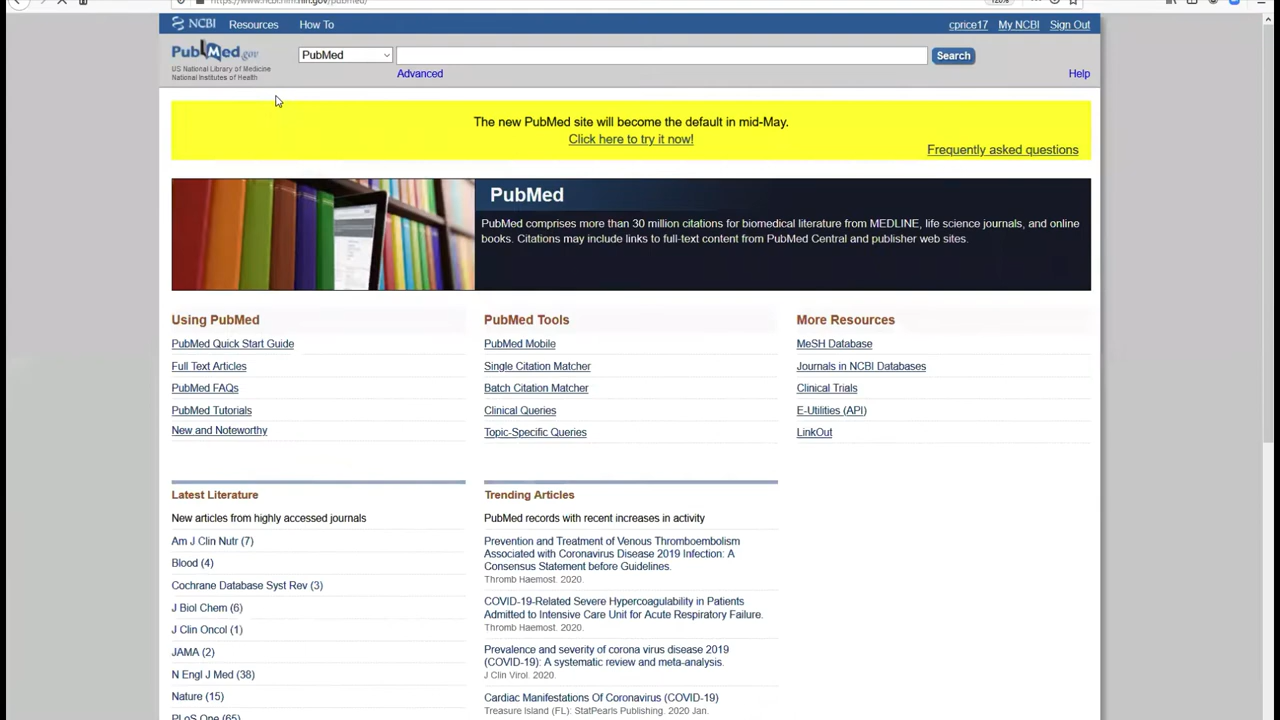 https://www.ncbi.nlm.nih.gov/pubmed/
120%
NCBI Resources How To cprice17 My NCBI Sign Out
PubMed.gov
US National Library of Medicine
National Institutes of Health
PubMed
Search
Advanced
Help
The new PubMed site will become the default in mid-May.
Click here to try it now!
Frequently asked questions
PubMed
PubMed comprises more than 30 million citations for biomedical literature from MEDLINE, life science journals, and online
books. Citations may include links to full-text content from PubMed Central and publisher web sites.
Using PubMed
PubMed Quick Start Guide
Full Text Articles
PubMed FAQs
PubMed Tutorials
New and Noteworthy
PubMed Tools
PubMed Mobile
Single Citation Matcher
Batch Citation Matcher
Clinical Queries
Topic-Specific Queries
More Resources
MeSH Database
Journals in NCBI Databases
Clinical Trials
E-Utilities (API)
LinkOut
Latest Literature
New articles from highly accessed journals
Am J Clin Nutr (7)
Blood (4)
Cochrane Database Syst Rev (3)
J Biol Chem (6)
J Clin Oncol (1)
JAMA (2)
N Engl J Med (38)
Nature (15)
PLoS One (65)
Trending Articles
PubMed records with recent increases in activity
Prevention and Treatment of Venous Thromboembolism
Associated with Coronavirus Disease 2019 Infection: A
Consensus Statement before Guidelines.
Thromb Haemost. 2020.
COVID-19-Related Severe Hypercoagulability in Patients
Admitted to Intensive Care Unit for Acute Respiratory Failure.
Thromb Haemost. 2020.
Prevalence and severity of corona virus disease 2019
(COVID-19): A systematic review and meta-analysis.
J Clin Virol. 2020.
Cardiac Manifestations Of Coronavirus (COVID-19)
Treasure Island (FL): StatPearls Publishing. 2020 Jan.